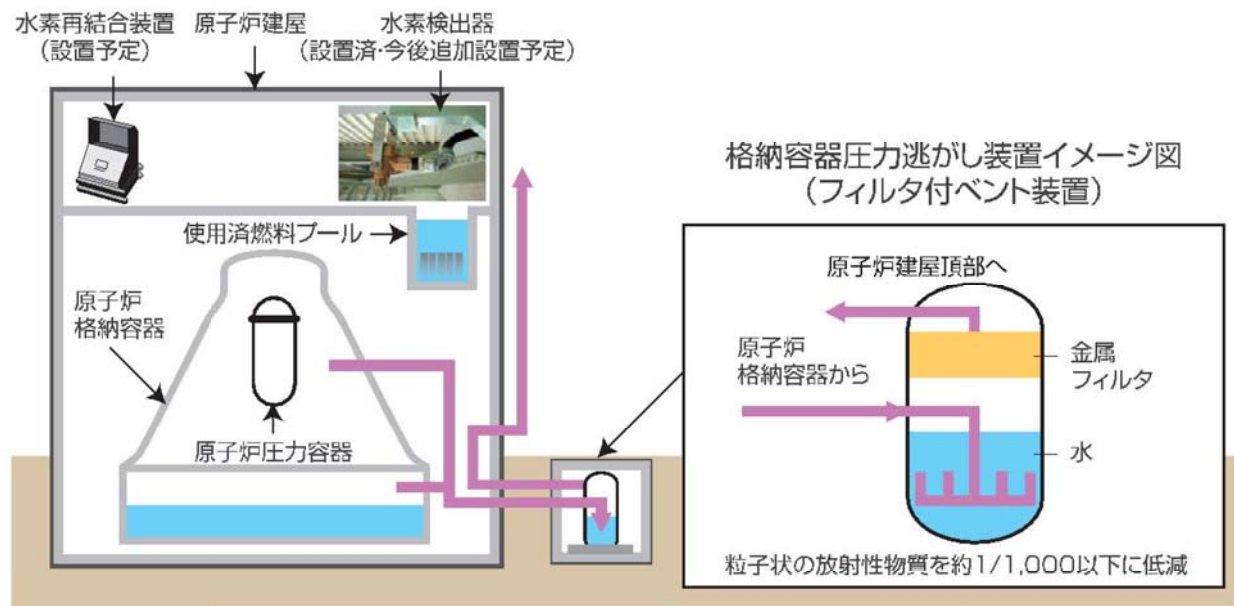 水素再結合装置
（設置予定）
原子炉建屋
水素検出器
（設置済・今後追加設置予定）
使用済燃料プール
原子炉
格納容器
原子炉圧力容器
格納容器圧力逃がし装置イメージ図
（フィルタ付ベント装置）
原子炉建屋頂部へ
原子炉
格納容器から
金属
フィルタ
水
粒子状の放射性物質を約1/1,000以下に低減